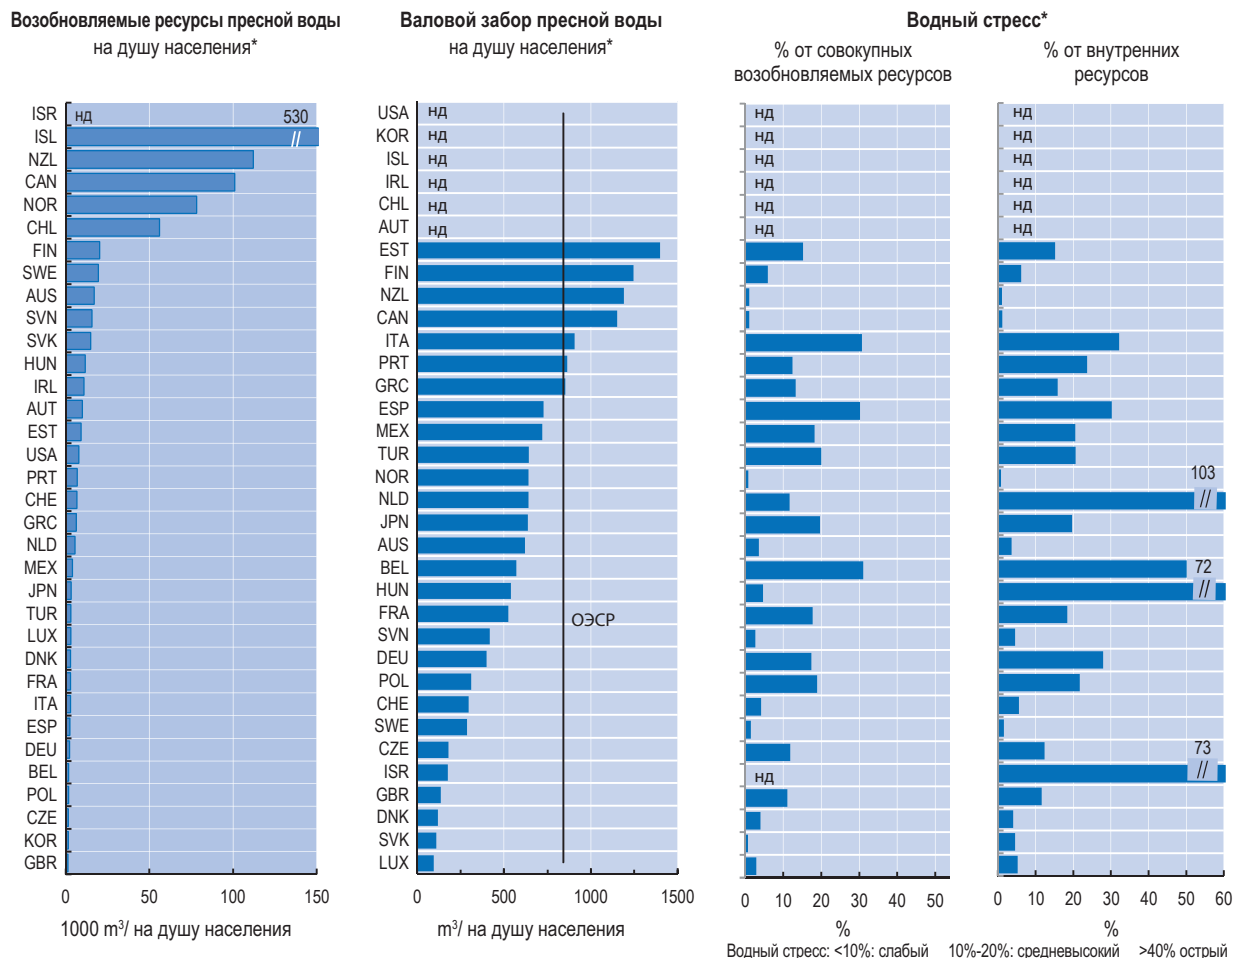 Возобновляемые ресурсы пресной воды
на душу населения*
ISR
ISL
NZL
CAN
NOR
CHL
FIN
SWE
AUS
SVN
SVK
HUN
IRL
AUT
EST
USA
PRT
CHE
GRC
NLD
MEX
JPN
TUR
LUX
DNK
FRA
ITA
ESP
DEU
BEL
POL
CZE
KOR
GBR
нд
530
//
0 50 100 150
1000 m³/ на душу населения
Валовой забор пресной воды
на душу населения*
USA нд
KOR нд
ISL нд
IRL нд
CHL нд
AUT нд
EST
FIN
NZL
CAN
ITA
PRT
GRC
ESP
MEX
TUR
NOR
NLD
JPN
AUS
BEL
HUN
FRA
SVN
DEU
POL
CHE
SWE
CZE
ISR
GBR
DNK
SVK
LUX
ОЭСР
0 500 1000 1500
m³/ на душу населения
Водный стресс*
% от совокупных
возобновляемых ресурсов
нд
нд
нд
нд
нд
нд
нд
0 10 20 30 40 50
%
% от внутренних
ресурсов
нд
нд
нд
нд
нд
нд
103
//
72
//
73
//
0 10 20 30 40 50 60
%
Водный стресс: <10%: слабый 10%-20%: средневысокий >40% острый